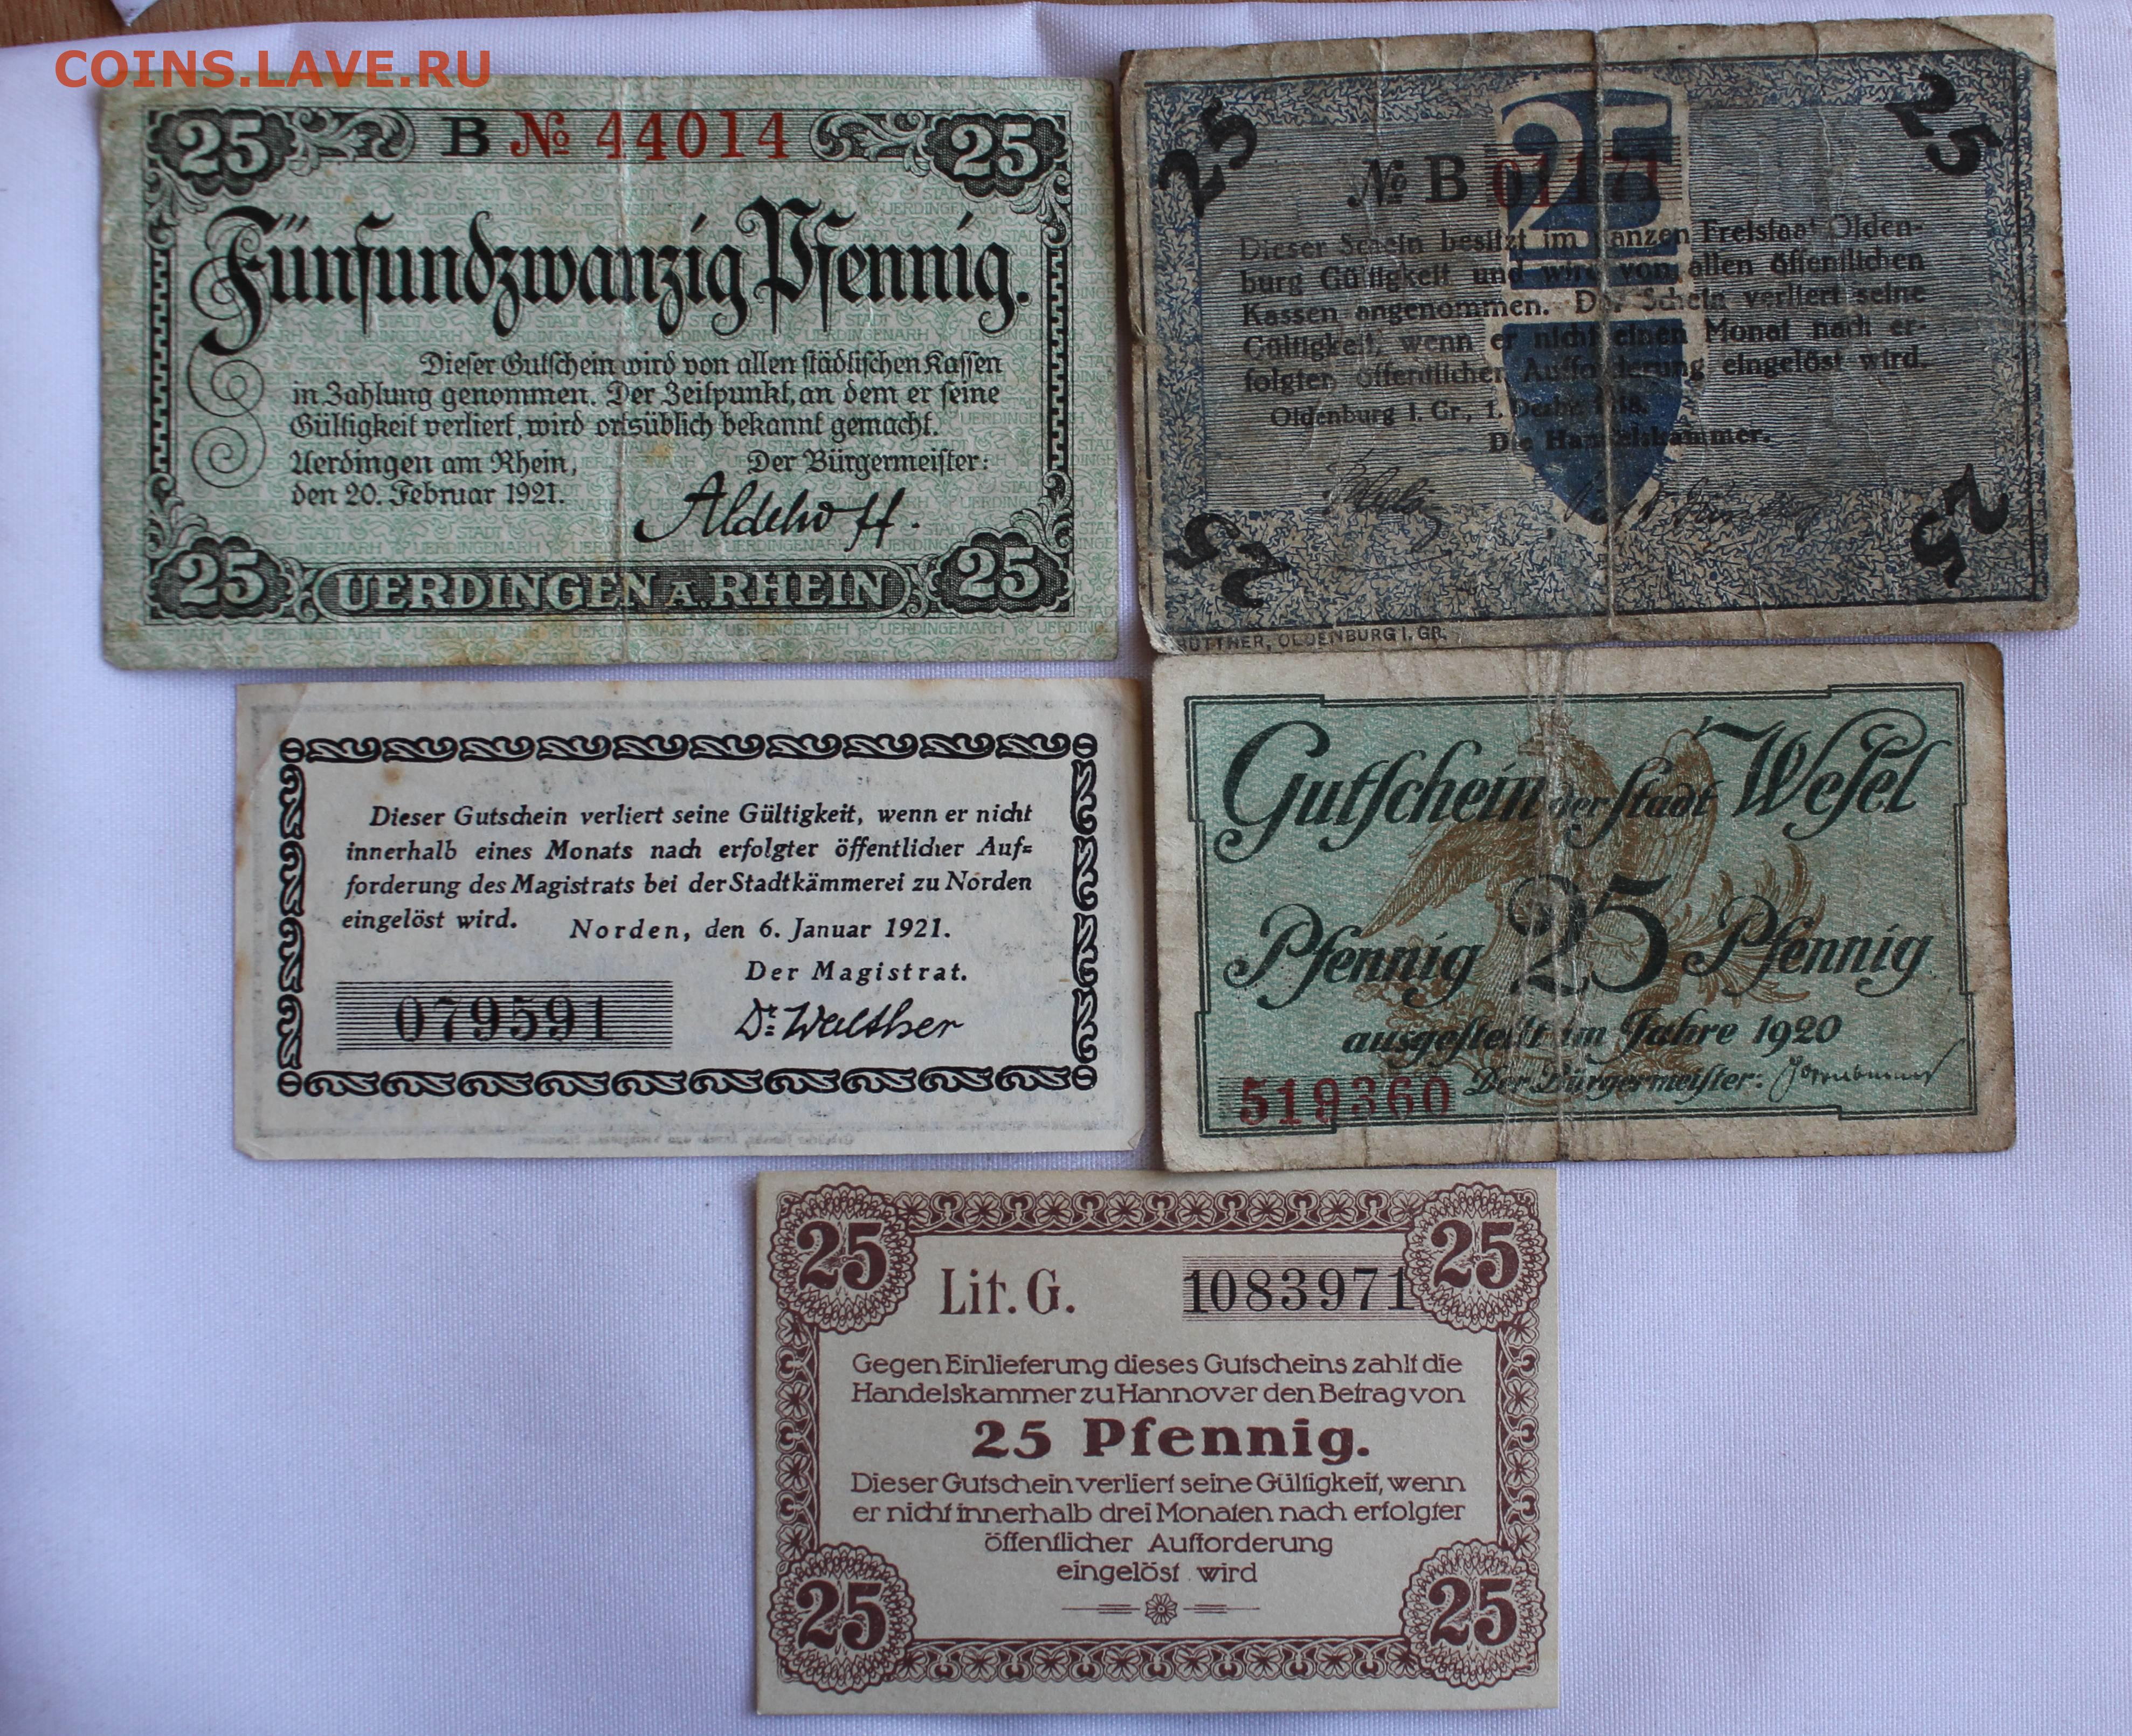 COINS.LAVE.RU
25 B № 44014 25
Fünfundzwanzig Pfennig.
Dieser Gutschein wird von allen städtischen Kassen
in Zahlung genommen. Der Zeitpunkt, an dem er seine
Gültigkeit verliert, wird ortsüblich bekannt gemacht.
Uerdingen am Rhein,
den 20. Februar 1921.
Der Bürgermeister:
Aldehoff.
25 UERDINGEN A. RHEIN 25
25 25 25
№ B
Dieser Schein besitzt im ganzen Freistaat Olden-
burg Gültigkeit und wird von allen öffentlichen
Kassen angenommen. Der Schein verliert seine
Gültigkeit, wenn er nicht einen Monat nach er-
folgter öffentlicher Aufforderung eingelöst wird.
Oldenburg i. Gr., 1. Dezbr.
Die Handelskammer.
25 25
BÜTTNER, OLDENBURG I. GR.
Dieser Gutschein verliert seine Gültigkeit, wenn er nicht
innerhalb eines Monats nach erfolgter öffentlicher Auf=
forderung des Magistrats bei der Stadtkämmerei zu Norden
eingelöst wird.
Norden, den 6. Januar 1921.
Der Magistrat.
079591
Dr. Walther
Gutschein der Stadt Wesel
Pfennig 25 Pfennig
ausgestellt im Jahre 1920
519360 Der Bürgermeister:
25 25
Lit. G. 1083971
Gegen Einlieferung dieses Gutscheins zahlt die
Handelskammer zu Hannover den Betrag von
25 Pfennig.
Dieser Gutschein verliert seine Gültigkeit, wenn
er nicht innerhalb drei Monaten nach erfolgter
öffentlicher Aufforderung
eingelöst wird
25 25